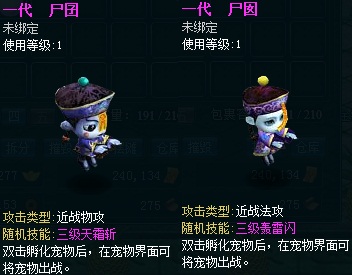 一代 尸囝
未绑定
使用等级:1
攻击类型:近战物攻
随机技能:三级天霜斩
双击孵化宠物后，在宠物界面可将宠物出战。
一代 尸囡
未绑定
使用等级:1
攻击类型:近战法攻
随机技能:三级轰雷闪
双击孵化宠物后，在宠物界面可将宠物出战。
240,134